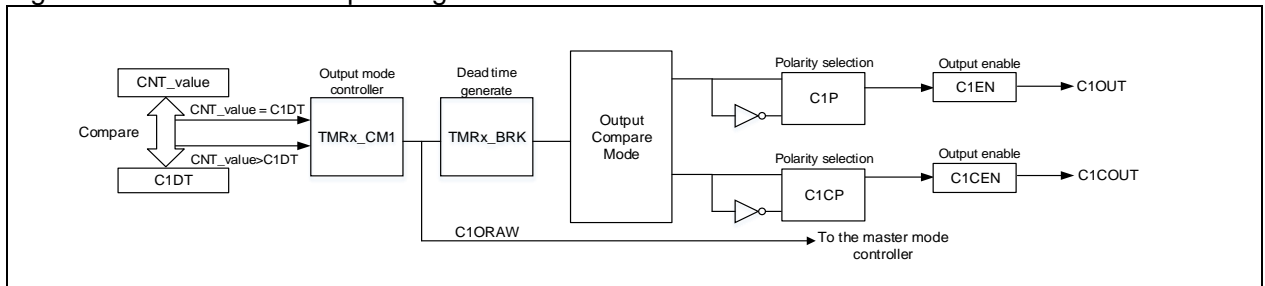 CNT_value
Compare
C1DT
CNT_value = C1DT
CNT_value>C1DT
Output mode
controller
TMRx_CM1
Dead time
generate
TMRx_BRK
Output
Compare
Mode
Polarity selection
C1P
Output enable
C1EN
C1OUT
Polarity selection
C1CP
Output enable
C1CEN
C1COUT
C1ORAW
To the master mode
controller